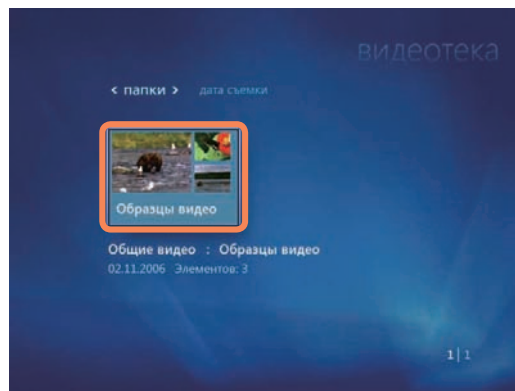 видеотека
< папки > дата съемки
Образцы видео
Общие видео : Образцы видео
02.11.2006 Элементов: 3
1 | 1